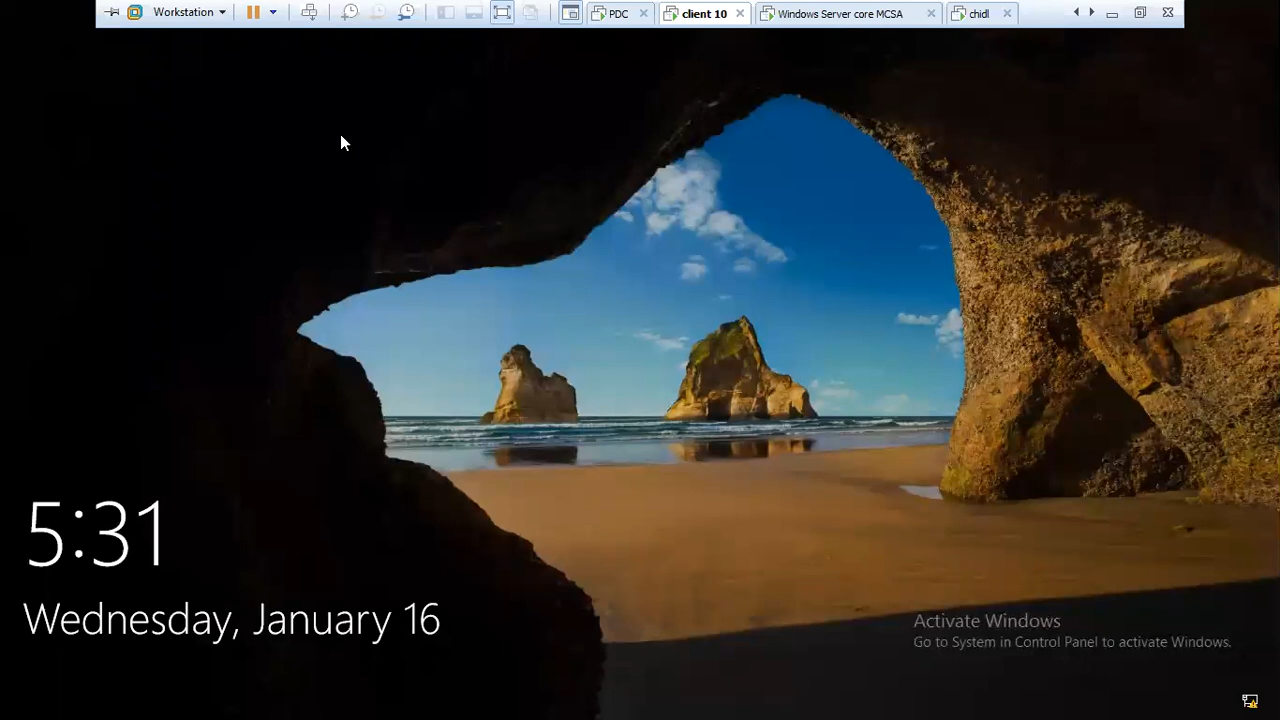 Workstation
PDC
client 10
Windows Server core MCSA
chidl
5:31
Wednesday, January 16
Activate Windows
Go to System in Control Panel to activate Windows.